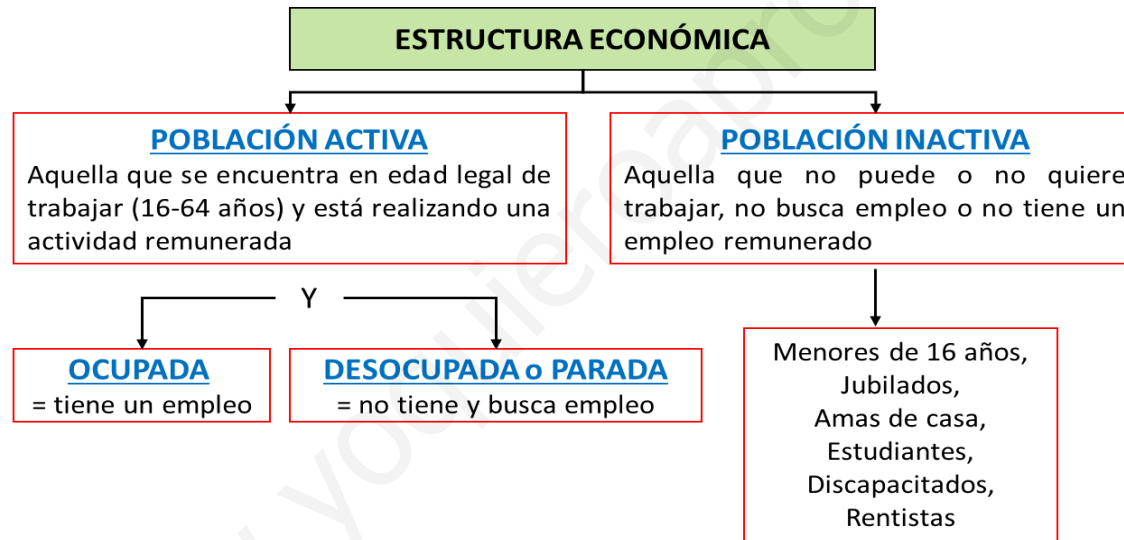 ESTRUCTURA ECONÓMICA
POBLACIÓN ACTIVA
Aquella que se encuentra en edad legal de
trabajar (16-64 años) y está realizando una
actividad remunerada
POBLACIÓN INACTIVA
Aquella que no puede o no quiere
trabajar, no busca empleo o no tiene un
empleo remunerado
Y
OCUPADA
= tiene un empleo
DESOCUPADA o PARADA
= no tiene y busca empleo
Menores de 16 años,
Jubilados,
Amas de casa,
Estudiantes,
Discapacitados,
Rentistas
yoquieroapro